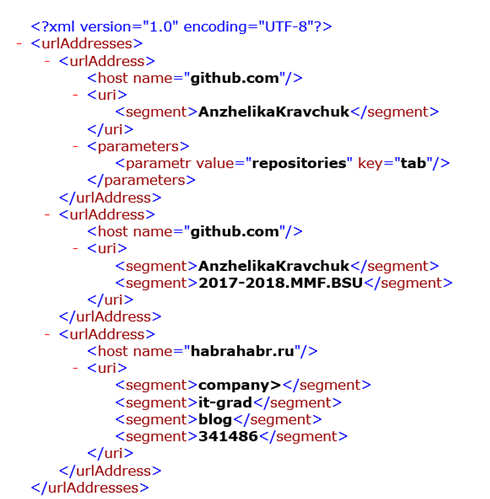 <?xml version="1.0" encoding="UTF-8"?>
- <urlAddresses>
- <urlAddress>
<host name="github.com"/>
- <uri>
<segment>AnzhelikaKravchuk</segment>
</uri>
- <parameters>
<parametr value="repositories" key="tab"/>
</parameters>
</urlAddress>
- <urlAddress>
<host name="github.com"/>
- <uri>
<segment>AnzhelikaKravchuk</segment>
<segment>2017-2018.MMF.BSU</segment>
</uri>
</urlAddress>
- <urlAddress>
<host name="habrahabr.ru"/>
- <uri>
<segment>company></segment>
<segment>it-grad</segment>
<segment>blog</segment>
<segment>341486</segment>
</uri>
</urlAddress>
</urlAddresses>